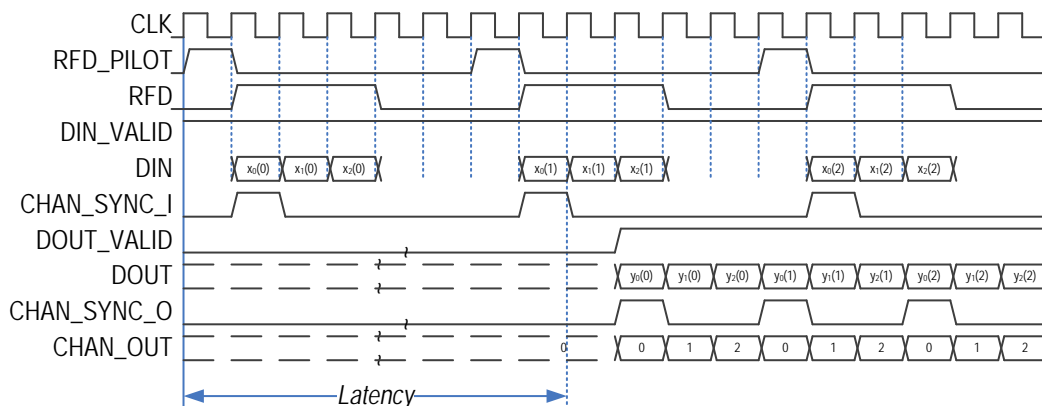 CLK
RFD_PILOT
RFD
DIN_VALID
DIN x₀(0) x₁(0) x₂(0) x₀(1) x₁(1) x₂(1) x₀(2) x₁(2) x₂(2)
CHAN_SYNC_I
DOUT_VALID
DOUT y₀(0) y₁(0) y₂(0) y₀(1) y₁(1) y₂(1) y₀(2) y₁(2) y₂(2)
CHAN_SYNC_O
CHAN_OUT 0 0 1 2 0 1 2 0 1 2
Latency